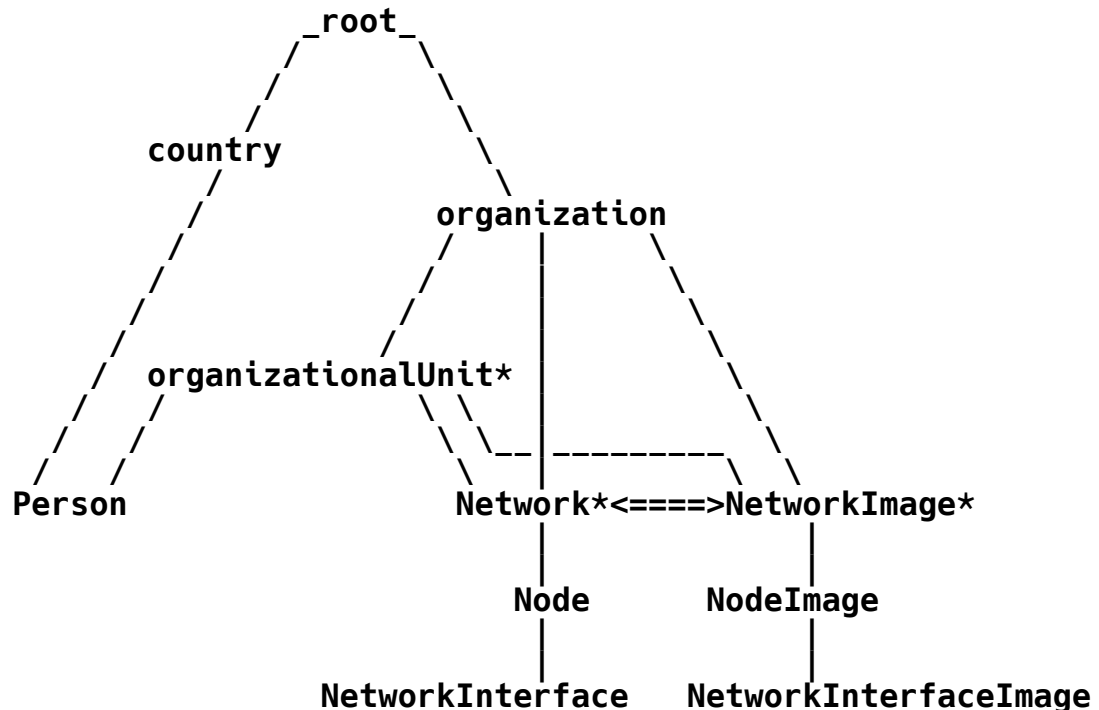 _root_
country
organization
organizationalUnit*
Person Network*<====>NetworkImage*
Node NodeImage
NetworkInterface NetworkInterfaceImage